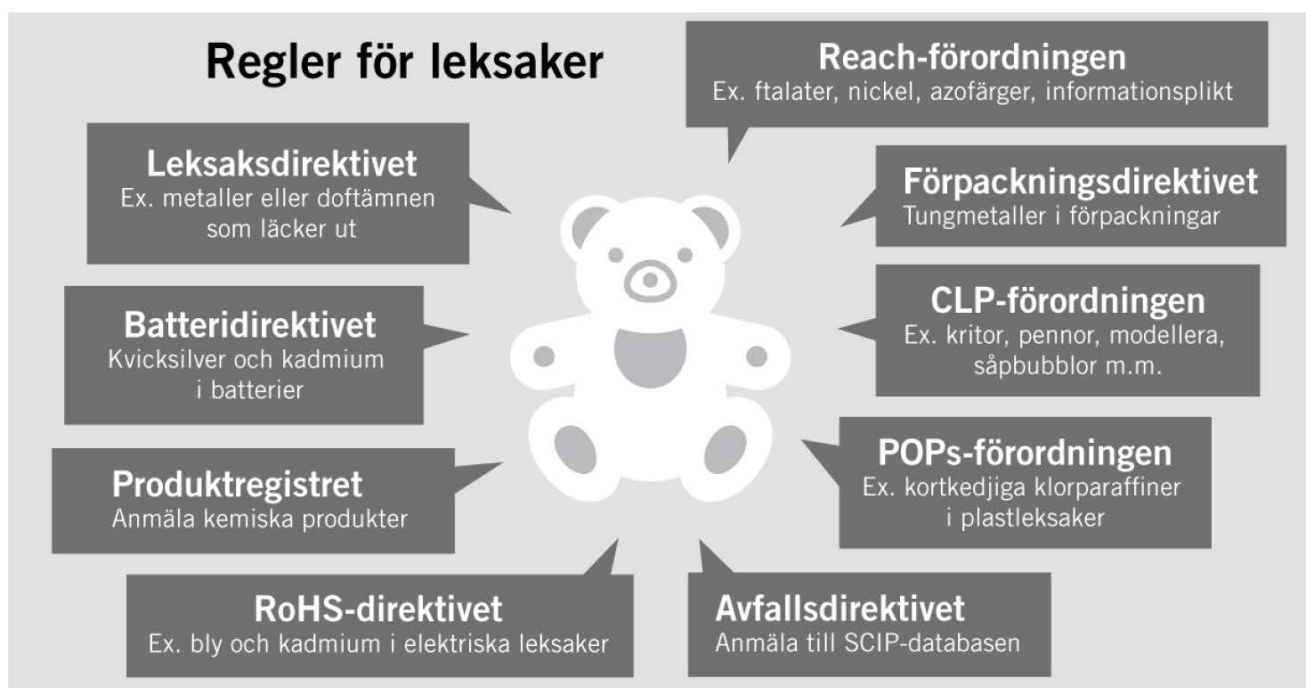 Regler för leksaker
Reach-förordningen
Ex. ftalater, nickel, azofärger, informationsplikt
Leksaksdirektivet
Ex. metaller eller doftämnen
som läcker ut
Förpackningsdirektivet
Tungmetaller i förpackningar
Batteridirektivet
Kvicksilver och kadmium
i batterier
CLP-förordningen
Ex. kritor, pennor, modellera,
såpbubblor m.m.
Produktregistret
Anmäla kemiska produkter
POPs-förordningen
Ex. kortkedjiga klorparaffiner
i plastleksaker
RoHS-direktivet
Ex. bly och kadmium i elektriska leksaker
Avfallsdirektivet
Anmäla till SCIP-databasen